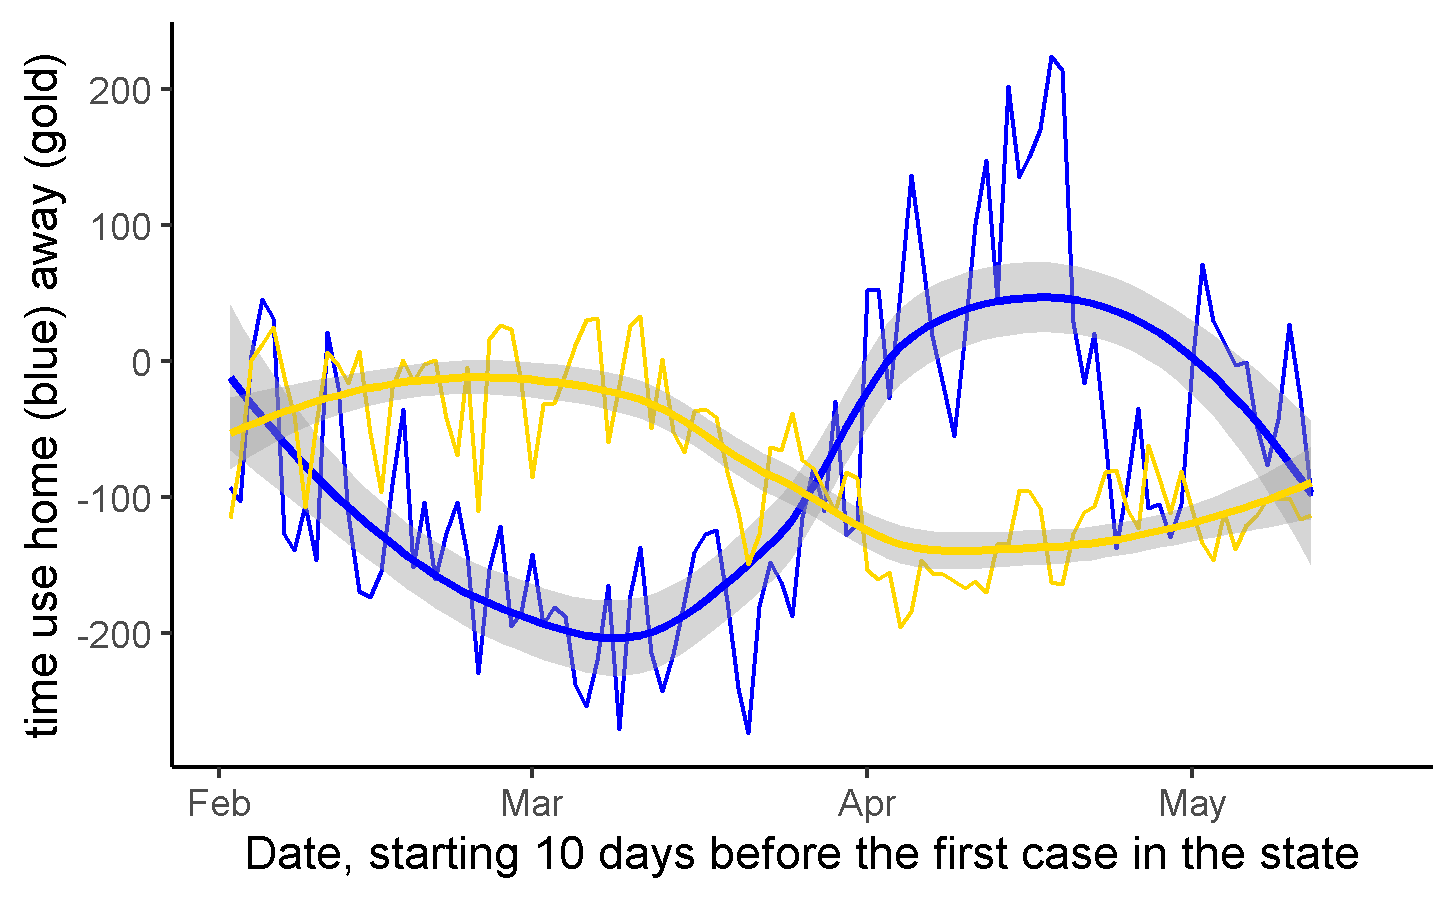 time use home (blue) away (gold)
200
100
0
-100
-200
Feb
Mar
Apr
May
Date, starting 10 days before the first case in the state